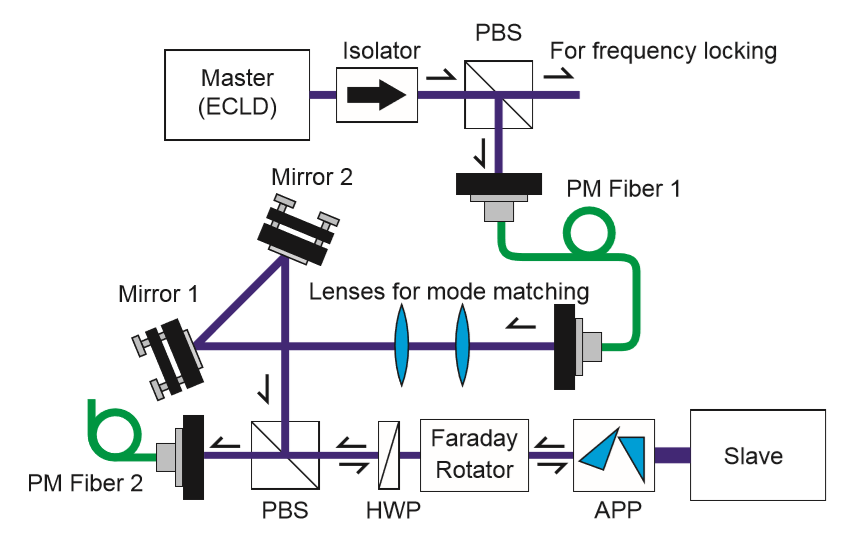 PBS
Isolator
For frequency locking
Master
(ECLD)
Mirror 2
PM Fiber 1
Mirror 1
Lenses for mode matching
Faraday
Rotator
Slave
PM Fiber 2
PBS
HWP
APP